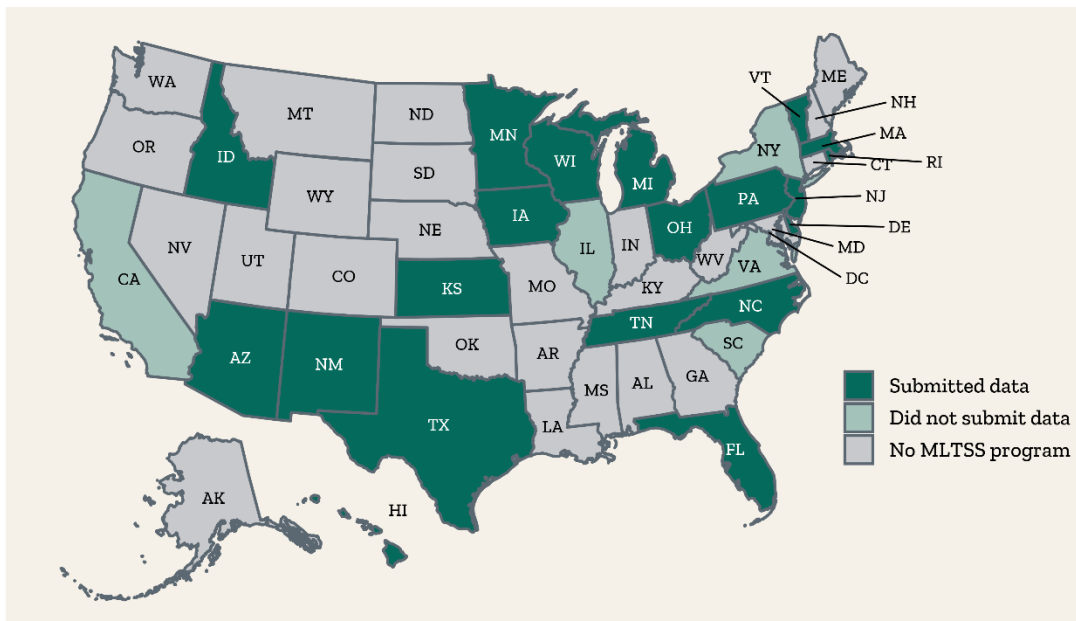 WA
MT
ND
MN
VT
ME
NH
OR
ID
SD
WI
MI
NY
MA
RI
CT
WY
IA
PA
NJ
NE
OH
DE
NV
UT
CO
IL
IN
WV
VA
MD
DC
CA
KS
MO
KY
NC
TN
AZ
NM
OK
AR
SC
MS
AL
GA
TX
LA
FL
AK
HI
Submitted data
Did not submit data
No MLTSS program